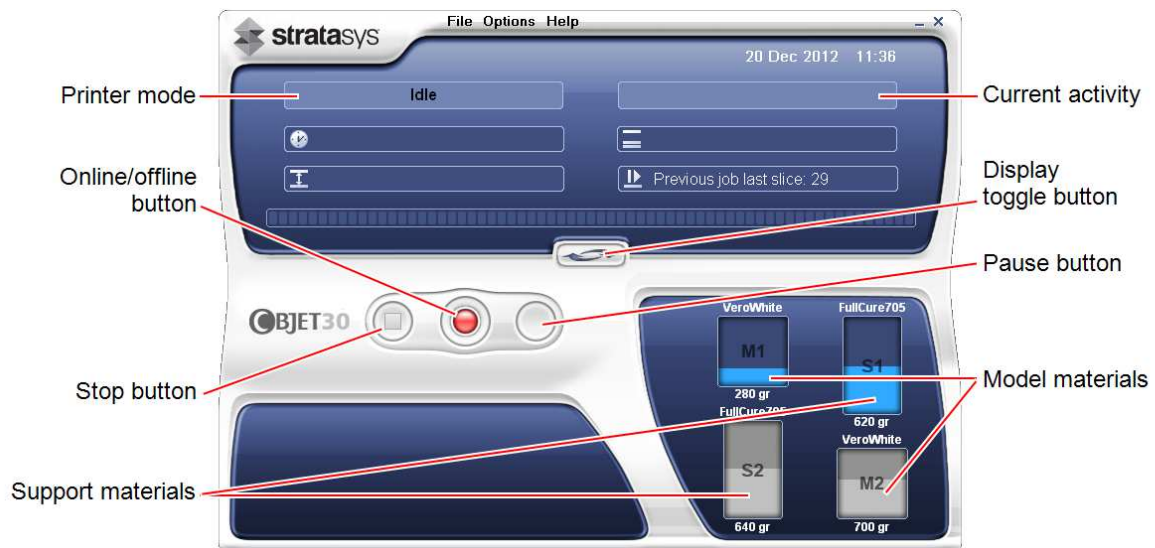 File Options Help
stratasys
20 Dec 2012 11:36
Printer mode
Idle
Current activity
Online/offline
button
Previous job last slice: 29
Display
toggle button
Pause button
OBJET30
VeroWhite
FullCure705
M1
S1
Stop button
280 gr
Model materials
FullCure705
620 gr
VeroWhite
Support materials
S2
M2
640 gr
700 gr